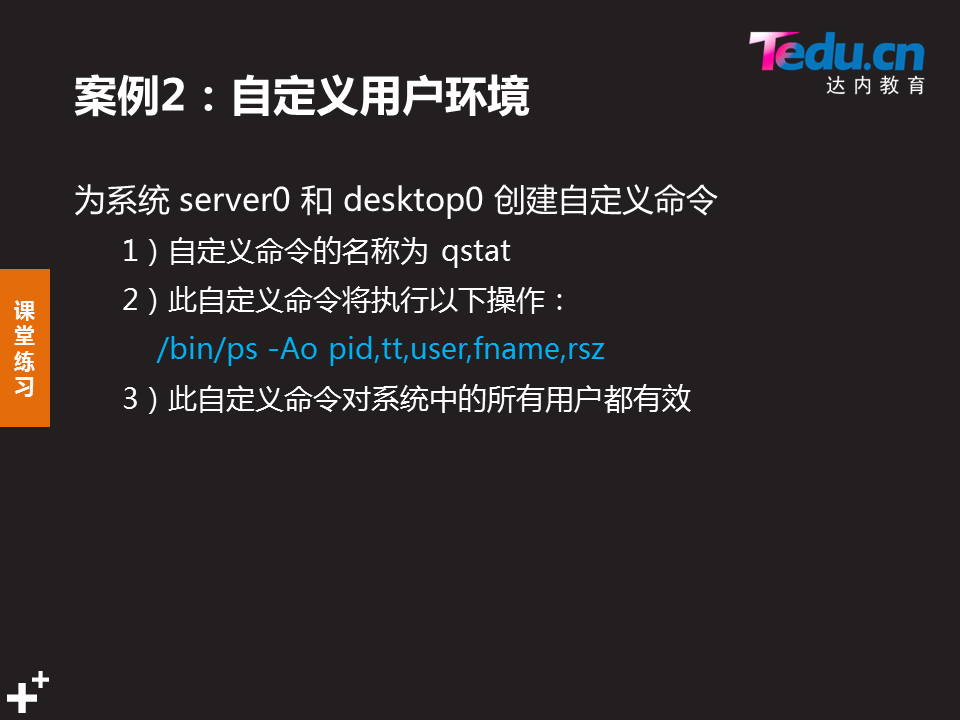 Tedu.cn
达内教育
案例2：自定义用户环境
为系统 server0 和 desktop0 创建自定义命令
1）自定义命令的名称为 qstat
2）此自定义命令将执行以下操作：
/bin/ps -Ao pid,tt,user,fname,rsz
3）此自定义命令对系统中的所有用户都有效
课堂练习